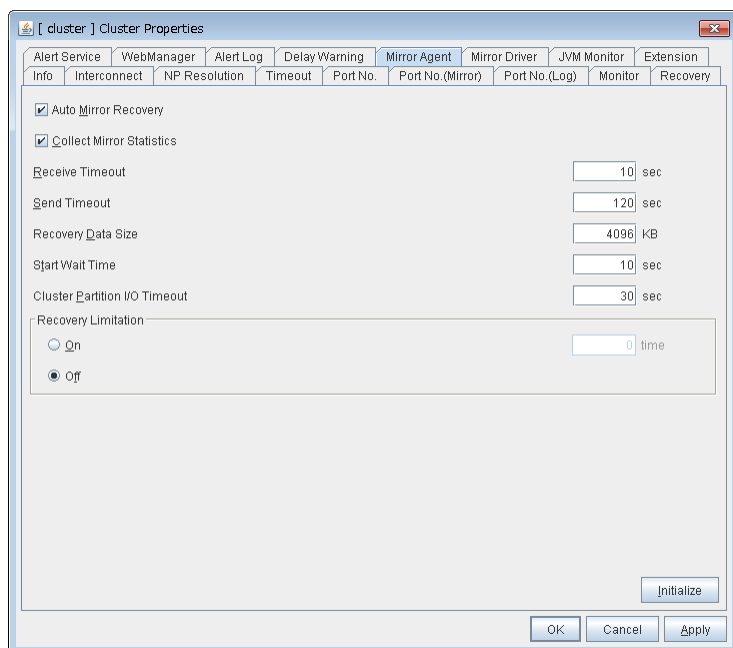 [ cluster ] Cluster Properties
Alert Service WebManager Alert Log Delay Warning Mirror Agent Mirror Driver JVM Monitor Extension
Info Interconnect NP Resolution Timeout Port No. Port No.(Mirror) Port No.(Log) Monitor Recovery
Auto Mirror Recovery
Collect Mirror Statistics
Receive Timeout 10 sec
Send Timeout 120 sec
Recovery Data Size 4096 KB
Start Wait Time 10 sec
Cluster Partition I/O Timeout 30 sec
Recovery Limitation
On 0 time
Off
Initialize
OK Cancel Apply